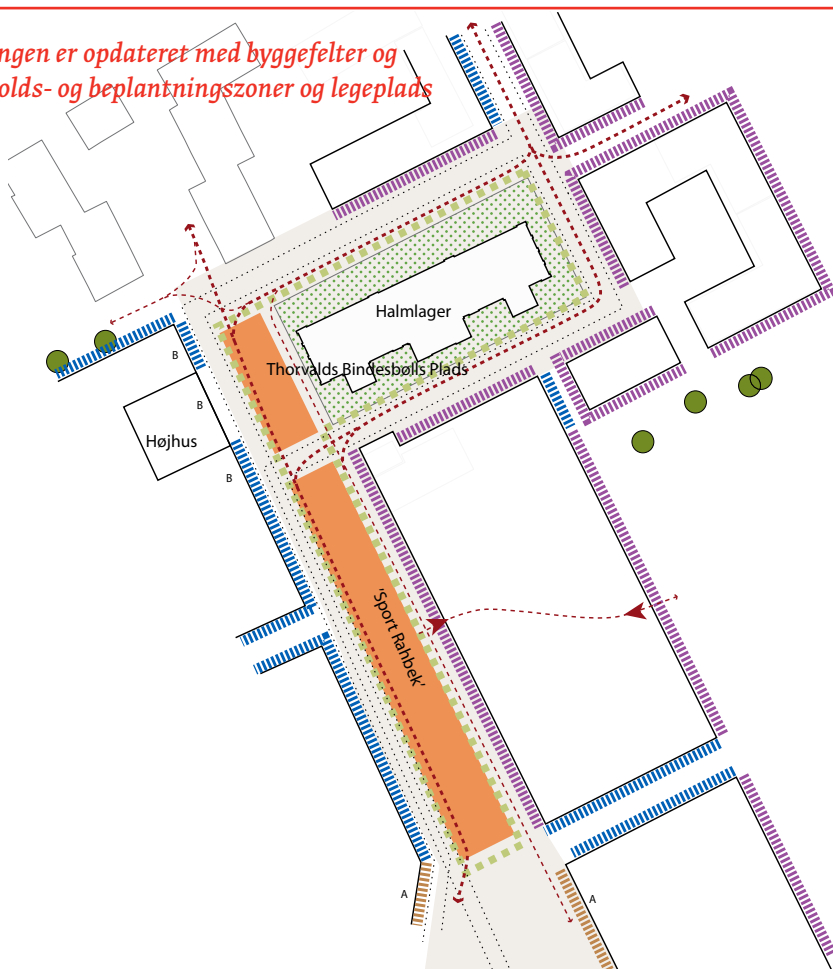 ngen er opdateret med byggefelter og
olds- og beplantningszoner og legeplads
Halmlager
B
Thorvalds Bindesbølls Plads
B
Højhus
B
'Sport Rahbek'
A
A